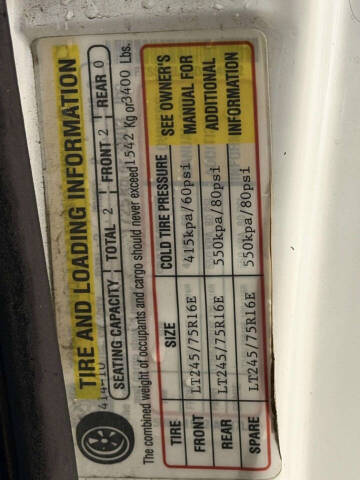 TIRE AND LOADING INFORMATION
SEATING CAPACITY TOTAL 2 FRONT 2 REAR 0
The combined weight of occupants and cargo should never exceed 1542 Kg or 3400 Lbs.
TIRE SIZE COLD TIRE PRESSURE SEE OWNER'S
FRONT LT245/75R16E 415kpa/60psi MANUAL FOR
REAR LT245/75R16E 550kpa/80psi ADDITIONAL
SPARE LT245/75R16E 550kpa/80psi INFORMATION